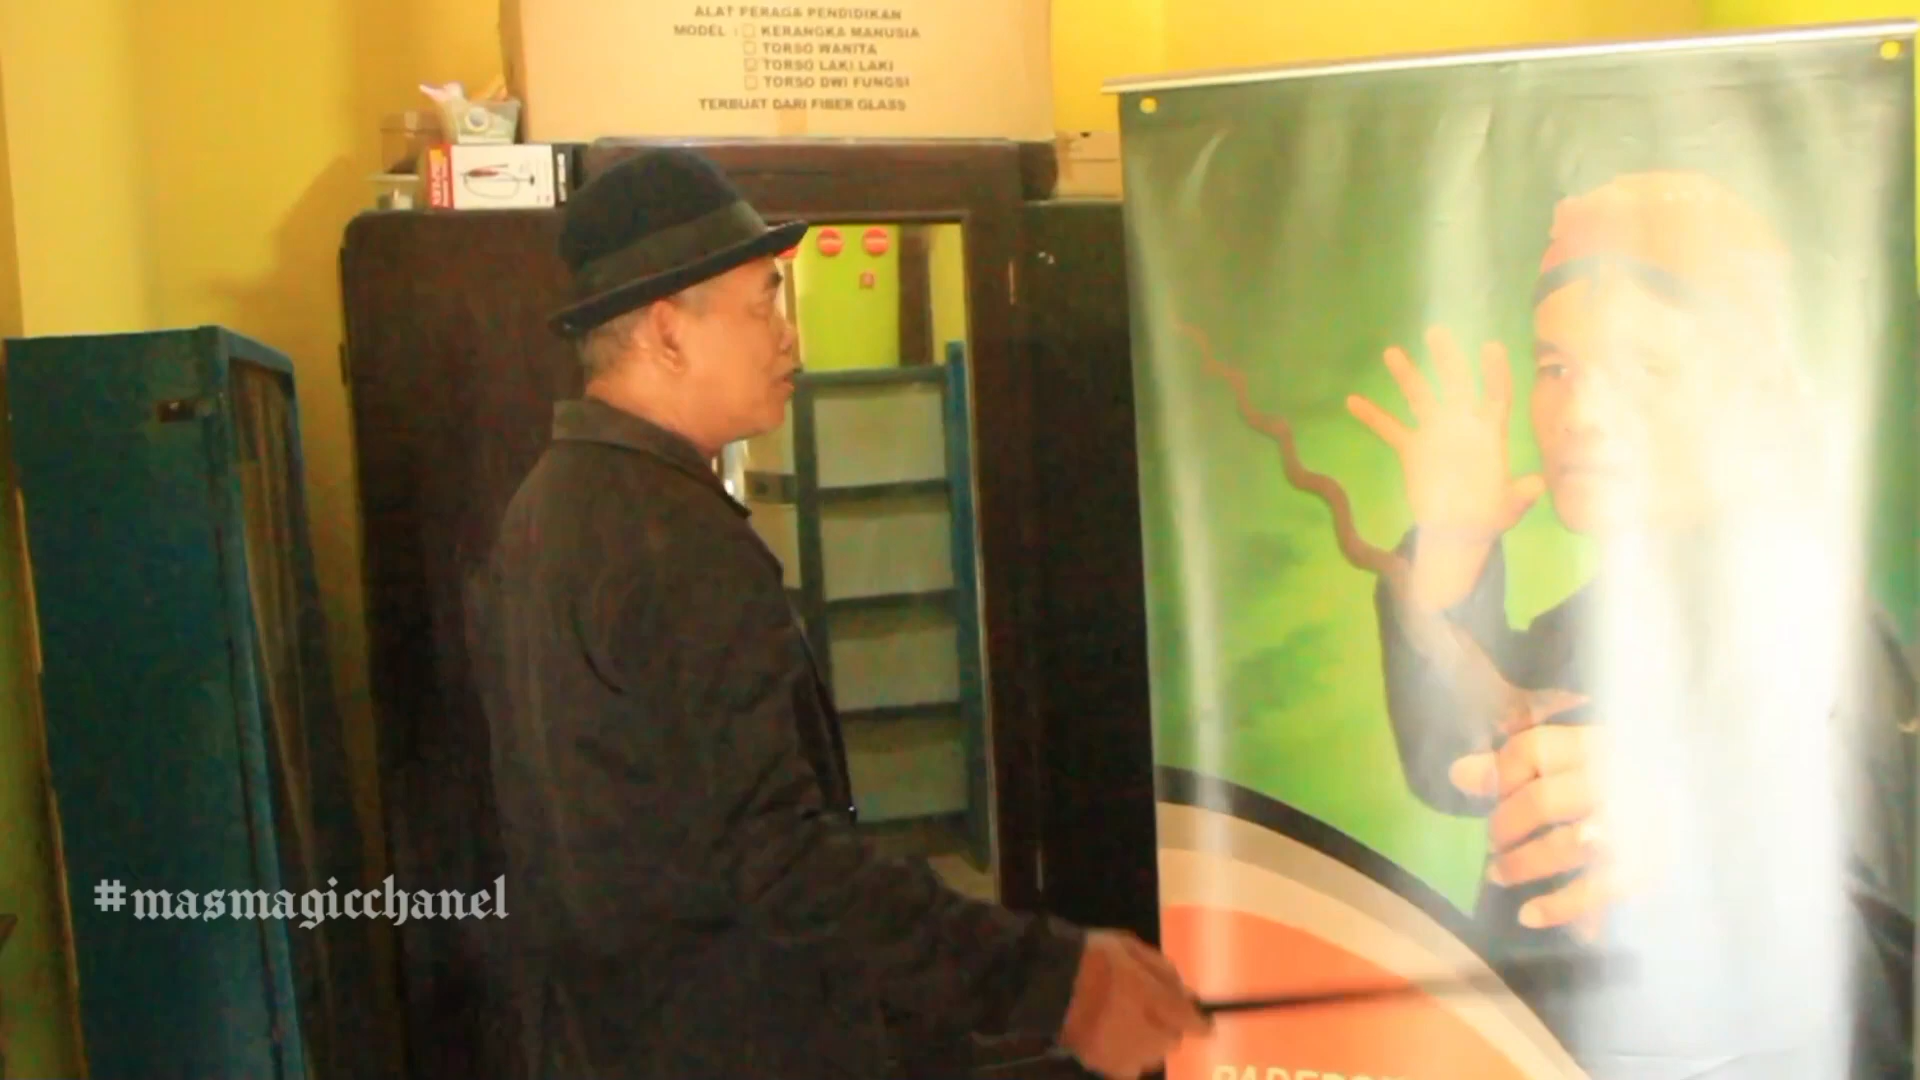 ALAT PERAGA PENDIDIKAN
MODEL : KERANGKA MANUSIA
TORSO WANITA
TORSO LAKI LAKI
TORSO DWI FUNGSI
TERBUAT DARI FIBER GLASS
#masmagicchanel